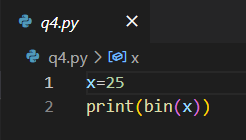 q4.py
q4.py > x
1 x=25
2 print(bin(x))